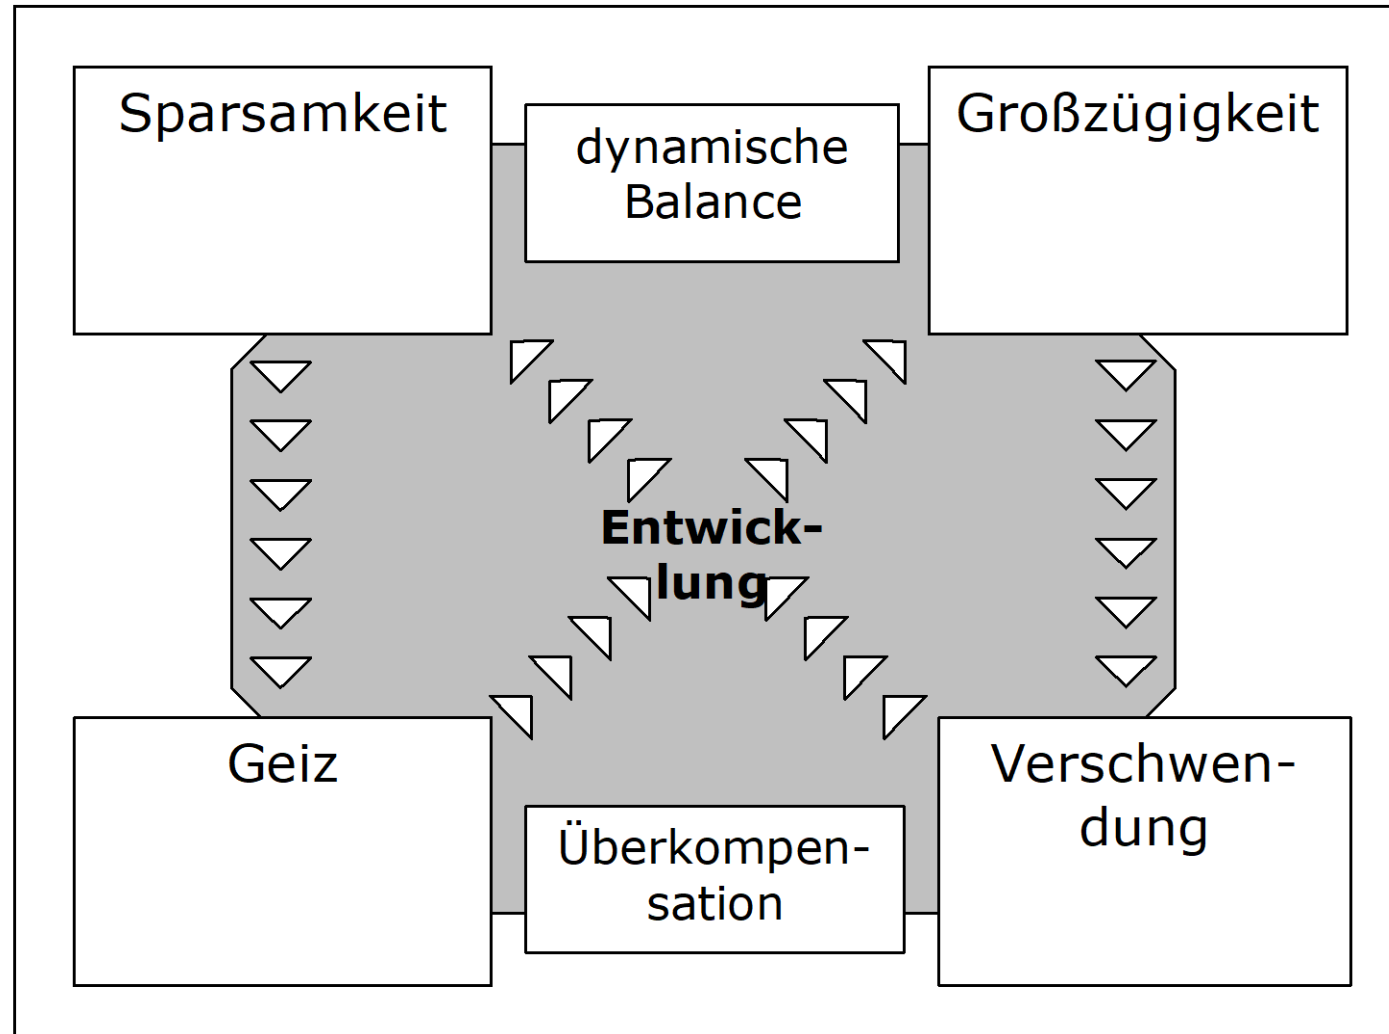 Sparsamkeit
dynamische
Balance
Großzügigkeit
Entwick-
lung
Geiz
Überkompen-
sation
Verschwen-
dung